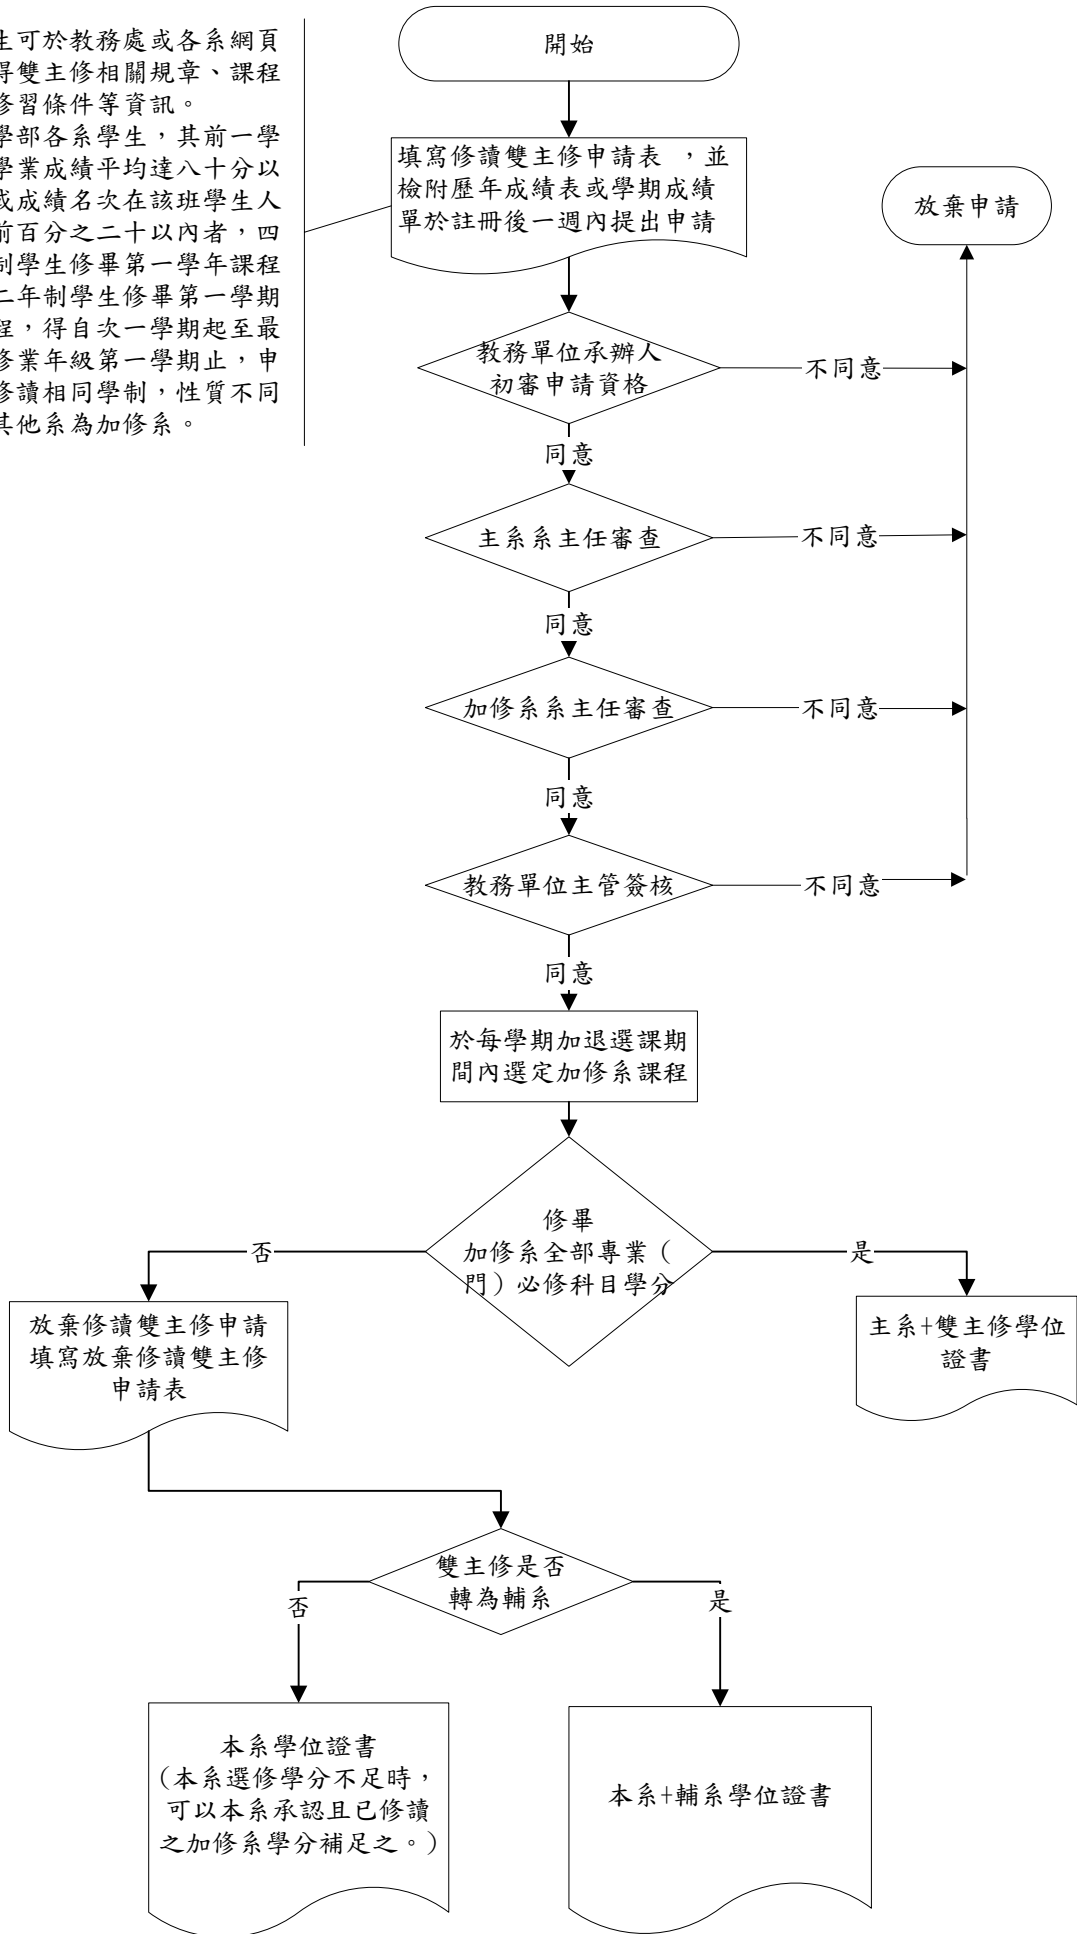 開始
生可於教務處或各系網頁
得雙主修相關規章、課程
修習條件等資訊。
學部各系學生，其前一學
學業成績平均達八十分以
或成績名次在該班學生人
前百分之二十以內者，四
制學生修畢第一學年課程
二年制學生修畢第一學期
程，得自次一學期起至最
修業年級第一學期止，申
修讀相同學制，性質不同
其他系為加修系。
填寫修讀雙主修申請表 ，並
檢附歷年成績表或學期成績
單於註冊後一週內提出申請
放棄申請
教務單位承辦人
初審申請資格
不同意
同意
主系系主任審查
不同意
同意
加修系系主任審查
不同意
同意
教務單位主管簽核
不同意
同意
於每學期加退選課期
間內選定加修系課程
修畢
加修系全部專業（
門）必修科目學分
否
是
放棄修讀雙主修申請
填寫放棄修讀雙主修
申請表
主系+雙主修學位
證書
雙主修是否
轉為輔系
否
是
本系學位證書
（本系選修學分不足時，
可以本系承認且已修讀
之加修系學分補足之。）
本系+輔系學位證書